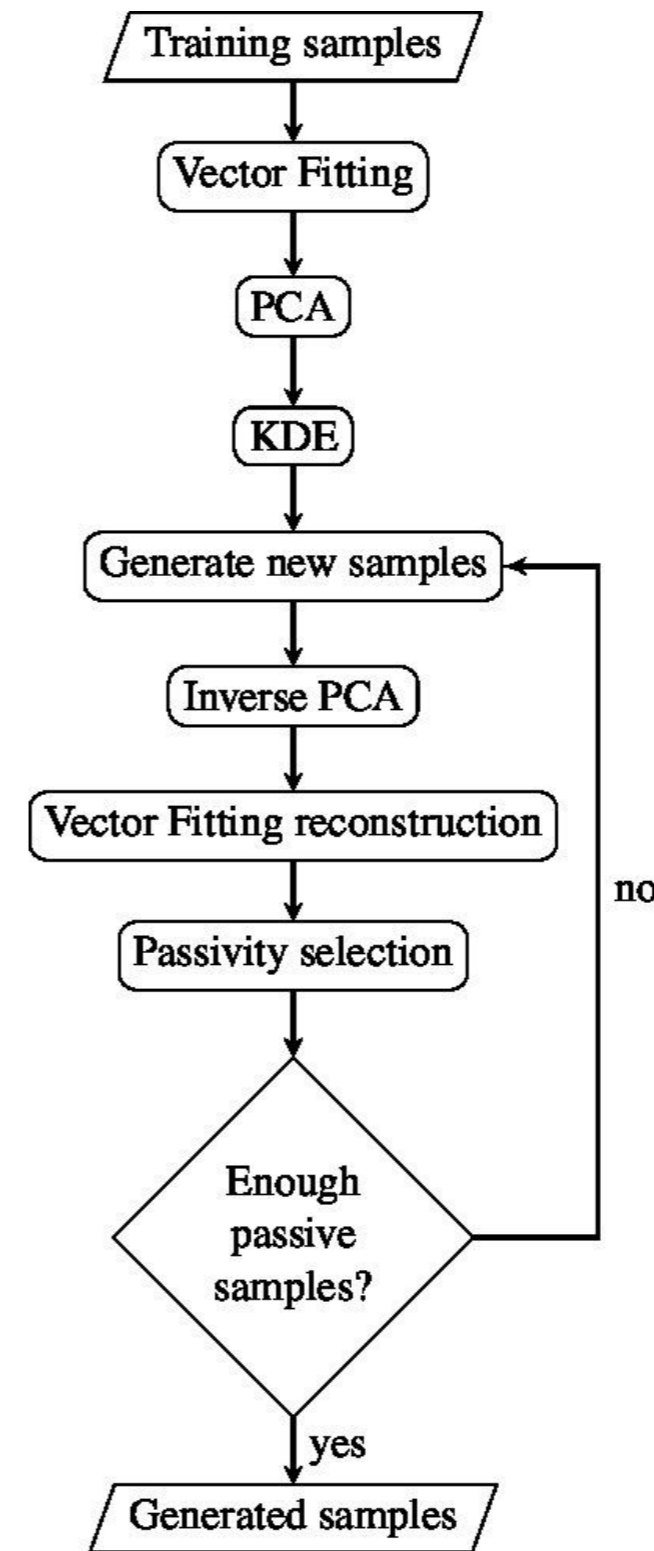 Training samples
Vector Fitting
PCA
KDE
Generate new samples
Inverse PCA
Vector Fitting reconstruction
no
Passivity selection
Enough
passive
samples?
yes
Generated samples